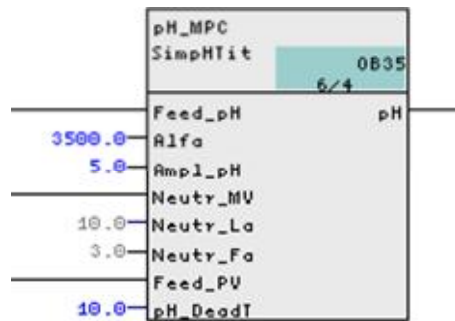 pH_MPC
SimpHTit
OB35
6/4
Feed_pH pH
3500.0 Alfa
5.0 Ampl_pH
Neutr_MV
10.0 Neutr_La
3.0 Neutr_Fa
Feed_PV
10.0 pH_DeadT